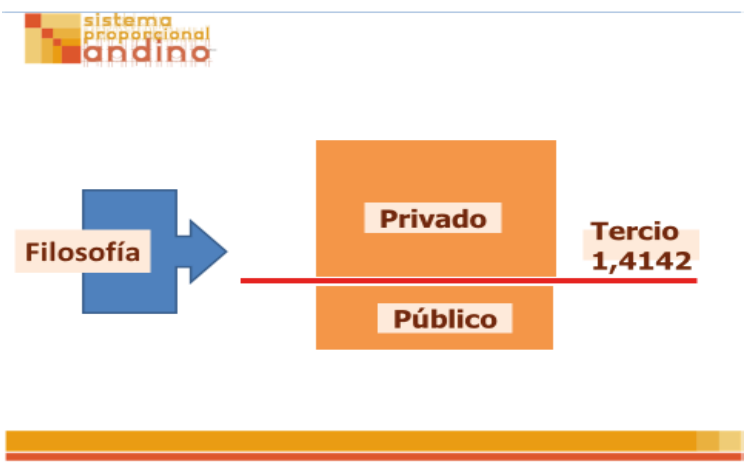 sistema
proporcional
andino
Filosofía
Privado
Tercio
1,4142
Público